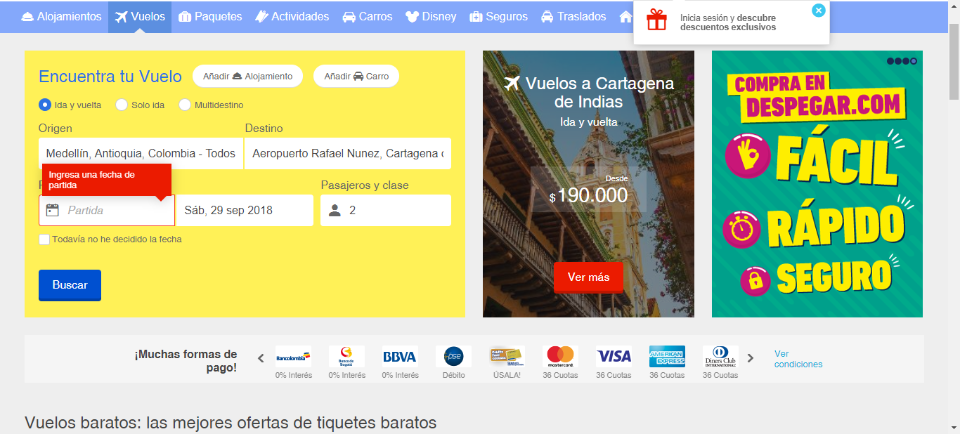 Alojamientos Vuelos Paquetes Actividades Carros Disney Seguros Traslados
Inicia sesión y descubre
descuentos exclusivos
Encuentra tu Vuelo
Añadir Alojamiento
Añadir Carro
Ida y vuelta
Solo ida
Multidestino
Origen
Destino
Medellín, Antioquia, Colombia - Todos
Aeropuerto Rafael Nunez, Cartagena
Ingresa una fecha de
partida
Pasajeros y clase
Partida
Sáb, 29 sep 2018
2
Todavía no he decidido la fecha
Buscar
Vuelos a Cartagena
de Indias
Ida y vuelta
Desde
$190.000
Ver más
COMPRA EN
DESPEGAR.COM
FÁCIL
RÁPIDO
SEGURO
¡Muchas formas de
pago!
Bancolombia
BBVA
pse
mastercard
VISA
AMERICAN
EXPRESS
Diners Club
INTERNATIONAL
0% Interés
0% Interés
0% Interés
Débito
ÚSALA!
36 Cuotas
36 Cuotas
36 Cuotas
36 Cuotas
Ver
condiciones
Vuelos baratos: las mejores ofertas de tiquetes baratos